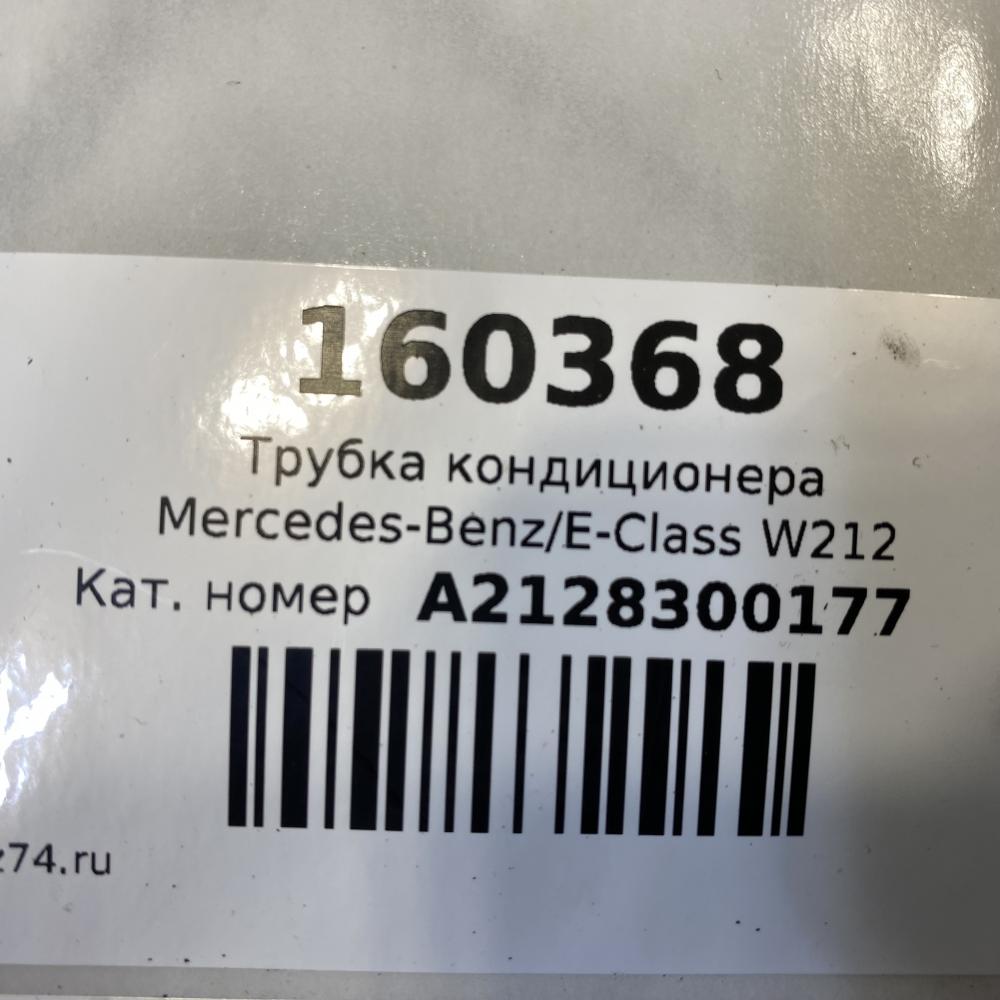 160368
Трубка кондиционера
Mercedes-Benz/E-Class W212
Кат. номер A2128300177
z74.ru